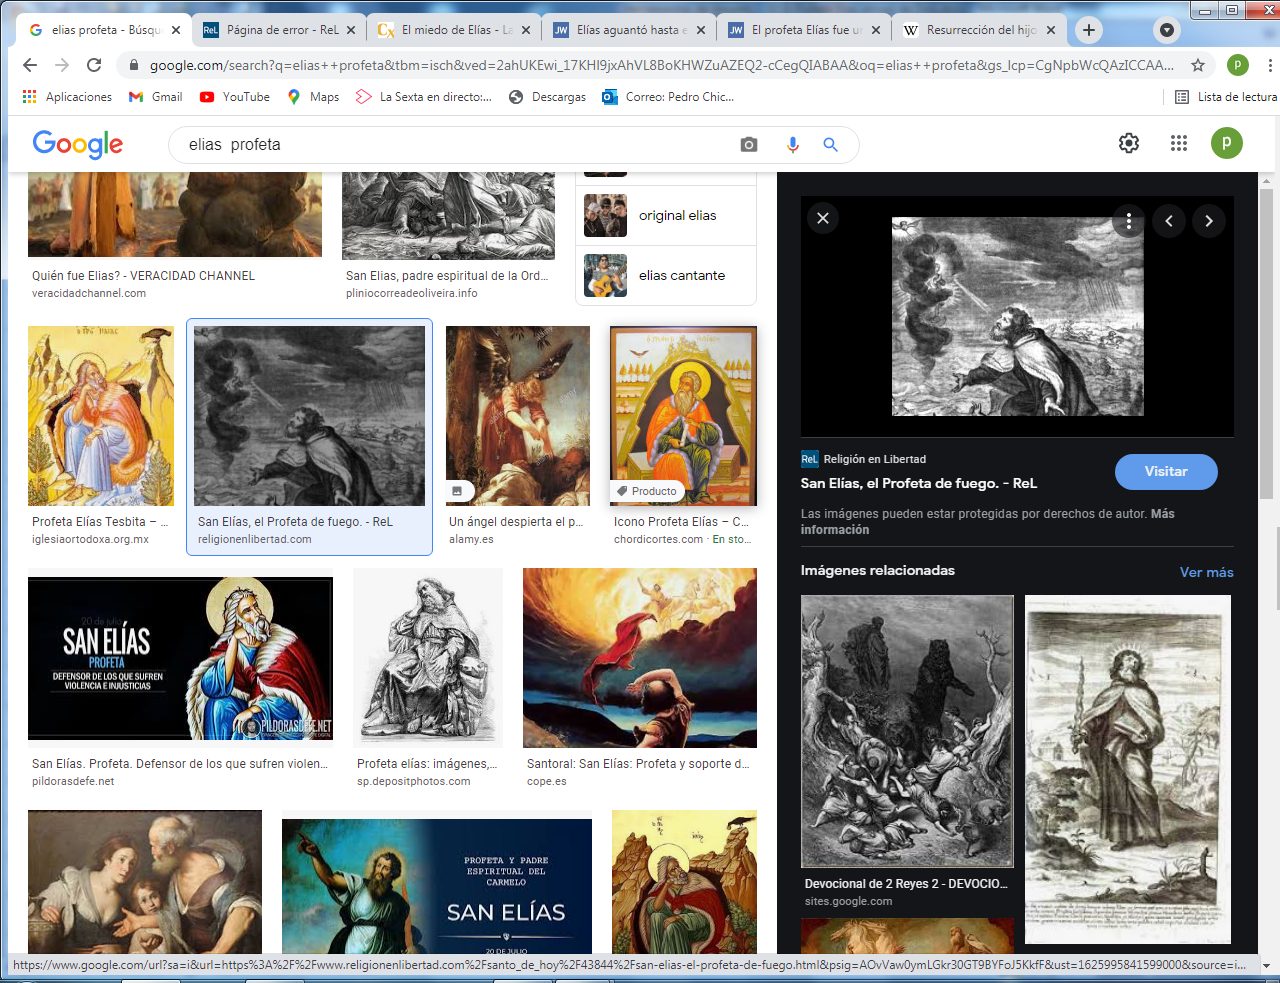 elias profeta - Búsqu
Página de error - ReL
El miedo de Elías - La
Elías aguantó hasta e
El profeta Elías fue u
Resurrección del hijo
google.com/search?q=elias++profeta&tbm=isch&ved=2ahUKEwi_17KHl9jxAhVL8BoKHWZuAZEQ2-cCegQIABAA&oq=elias++profeta&gs_lcp=CgNpbWcQAzICCAA...
Aplicaciones
Gmail
YouTube
Maps
La Sexta en directo:...
Descargas
Correo: Pedro Chic...
Lista de lectura
Google
elias  profeta
p
original elias
elias cantante
Quién fue Elias? - VERACIDAD CHANNEL
veracidadchannel.com
San Elias, padre espiritual de la Ord...
pliniocorreadeoliveira.info
Profeta Elías Tesbita – ...
iglesiaortodoxa.org.mx
San Elías, el Profeta de fuego. - ReL
religionenlibertad.com
Un ángel despierta el p...
alamy.es
Producto
Icono Profeta Elías – C...
chordicortes.com · En sto...
20 de julio
SAN ELÍAS
PROFETA
DEFENSOR DE LOS QUE SUFREN
VIOLENCIA E INJUSTICIAS
PILDORASDEFE.NET
San Elías. Profeta. Defensor de los que sufren violen...
pildorasdefe.net
Profeta elías: imágenes,...
sp.depositphotos.com
Santoral: San Elías: Profeta y soporte d...
cope.es
PROFETA Y PADRE
ESPIRITUAL DEL
CARMELO
SAN ELÍAS
20 DE JULIO
ReL Religión en Libertad
San Elías, el Profeta de fuego. - ReL
Visitar
Las imágenes pueden estar protegidas por derechos de autor. Más
información
Imágenes relacionadas
Ver más
Devocional de 2 Reyes 2 - DEVOCIO...
sites.google.com
https://www.google.com/url?sa=i&url=https%3A%2F%2Fwww.religionenlibertad.com%2Fsanto_de_hoy%2F43844%2Fsan-elias-el-profeta-de-fuego.html&psig=AOvVaw0ymLGkr30GT9BYFoJ5KkfF&ust=1625995841599000&source=i...